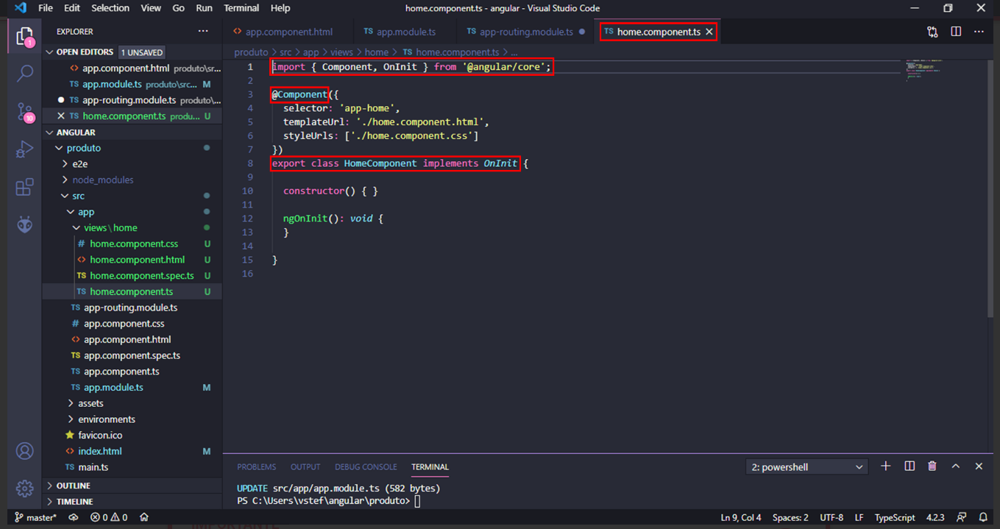 File Edit Selection View Go Run Terminal Help home.component.ts - angular - Visual Studio Code
EXPLORER
OPEN EDITORS 1 UNSAVED
app.component.html produto\sr...
TS app.module.ts produto\src... M
TS app-routing.module.ts produto\...
TS home.component.ts produ... U
ANGULAR
produto
e2e
node_modules
src
app
views\home
# home.component.css U
<> home.component.html U
TS home.component.spec.ts U
TS home.component.ts U
TS app-routing.module.ts
# app.component.css
<> app.component.html
TS app.component.spec.ts
TS app.component.ts
TS app.module.ts M
assets
environments
favicon.ico
<> index.html M
TS main.ts
OUTLINE
TIMELINE
1
10
<> app.component.html TS app.module.ts TS app-routing.module.ts TS home.component.ts
produto > src > app > views > home > TS home.component.ts > ...
1 import { Component, OnInit } from '@angular/core';
2
3 @Component({
4 selector: 'app-home',
5 templateUrl: './home.component.html',
6 styleUrls: ['./home.component.css']
7 })
8 export class HomeComponent implements OnInit {
9
10 constructor() { }
11
12 ngOnInit(): void {
13 }
14
15 }
16
PROBLEMS OUTPUT DEBUG CONSOLE TERMINAL 2: powershell
UPDATE src/app/app.module.ts (582 bytes)
PS C:\Users\vstef\angular\produto>
master* 0 0 Ln 9, Col 4 Spaces: 2 UTF-8 LF TypeScript 4.2.3
IMPORTANTE